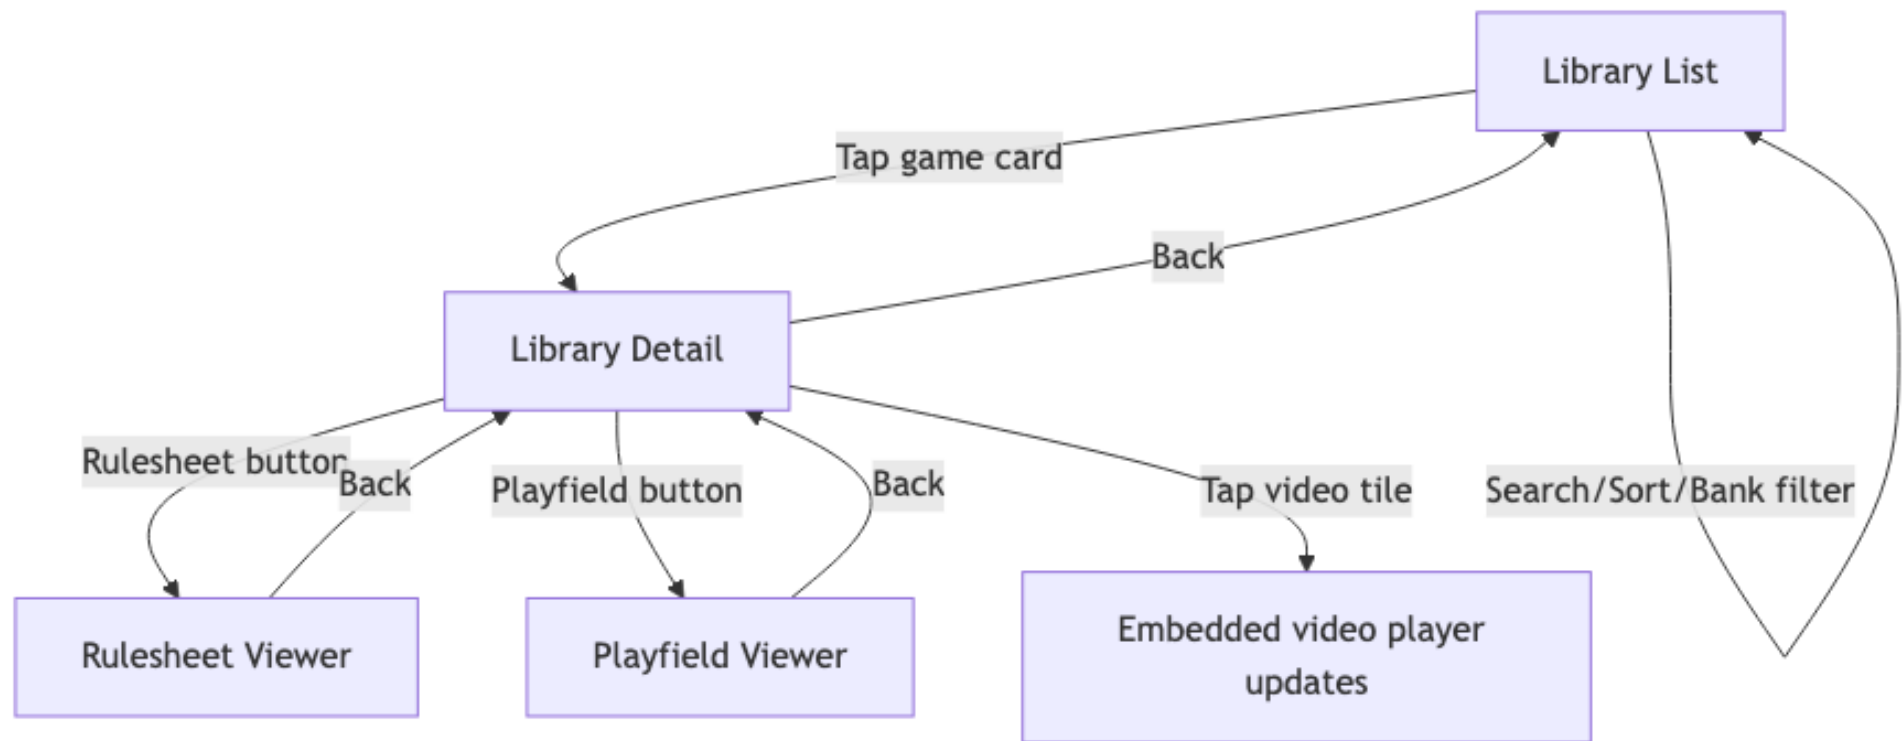 Library List
Tap game card
Back
Library Detail
Rulesheet button
Back
Playfield button
Back
Tap video tile
Search/Sort/Bank filter
Rulesheet Viewer
Playfield Viewer
Embedded video player
updates